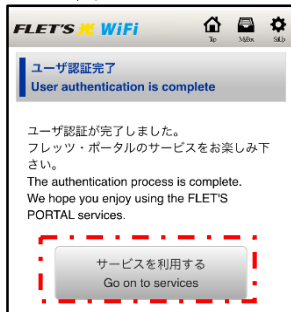 FLET'S 光 WiFi
Top
MyBox
Setup
ユーザ認証完了
User authentication is complete
ユーザ認証が完了しました。
フレッツ・ポータルのサービスをお楽しみ下
さい。
The authentication process is complete.
We hope you enjoy using the FLET'S
PORTAL services.
サービスを利用する
Go on to services